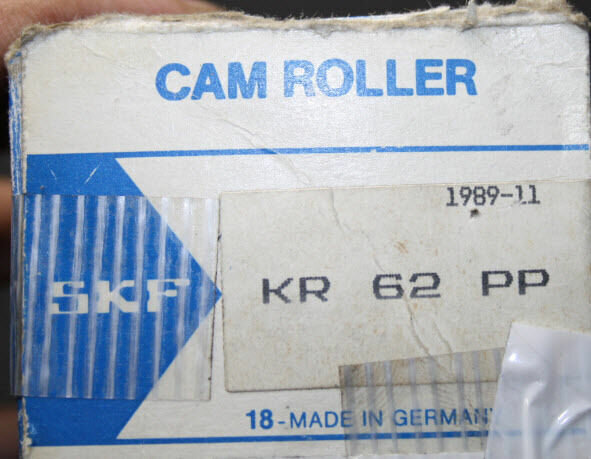 CAM ROLLER
1989-11
SKF
KR 62 PP
18-MADE IN GERMANY